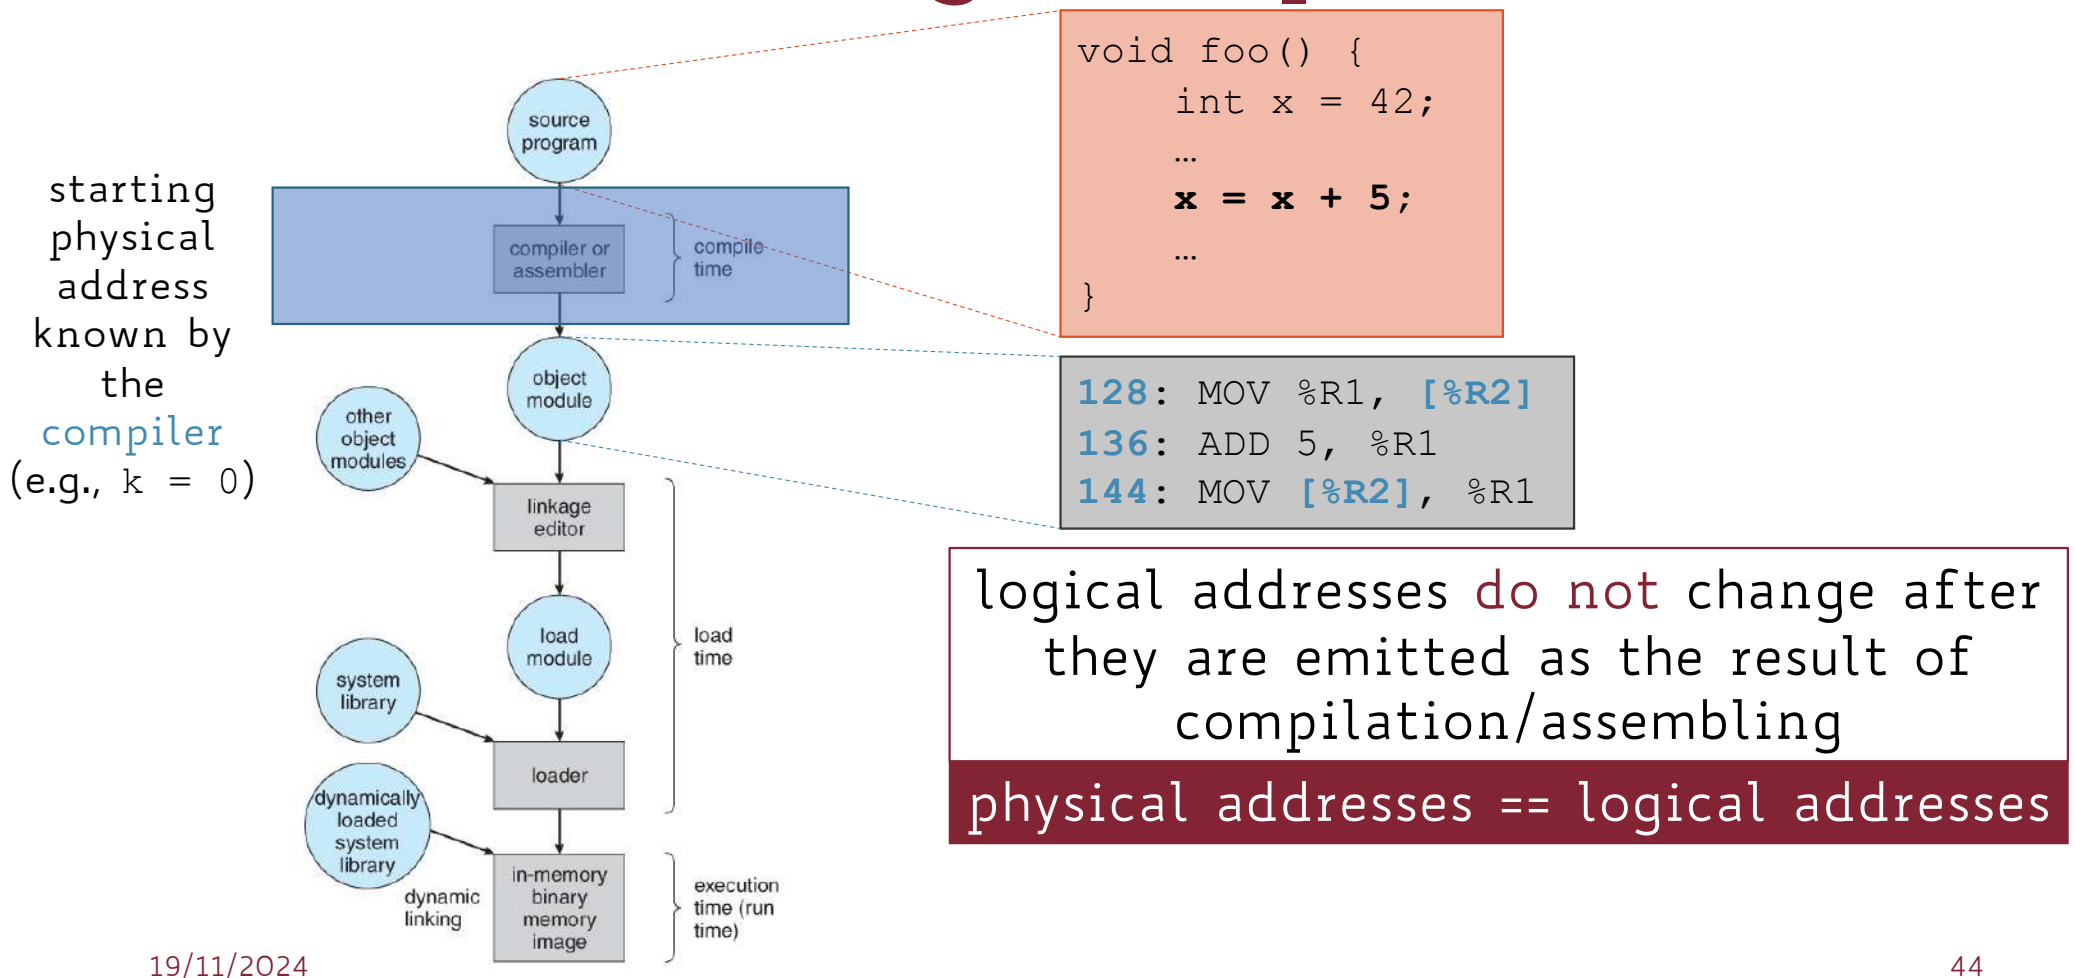 starting
physical
address
known by
the
compiler
(e.g., k = 0)
source
program
compiler or
assembler
compile
time
object
module
other
object
modules
linkage
editor
load
module
load
time
system
library
loader
dynamically
loaded
system
library
dynamic
linking
in-memory
binary
memory
image
execution
time (run
time)
void foo() {
int x = 42;
…
x = x + 5;
…
}
128: MOV %R1, [%R2]
136: ADD 5, %R1
144: MOV [%R2], %R1
logical addresses do not change after
they are emitted as the result of
compilation/assembling
physical addresses == logical addresses
19/11/2024
44